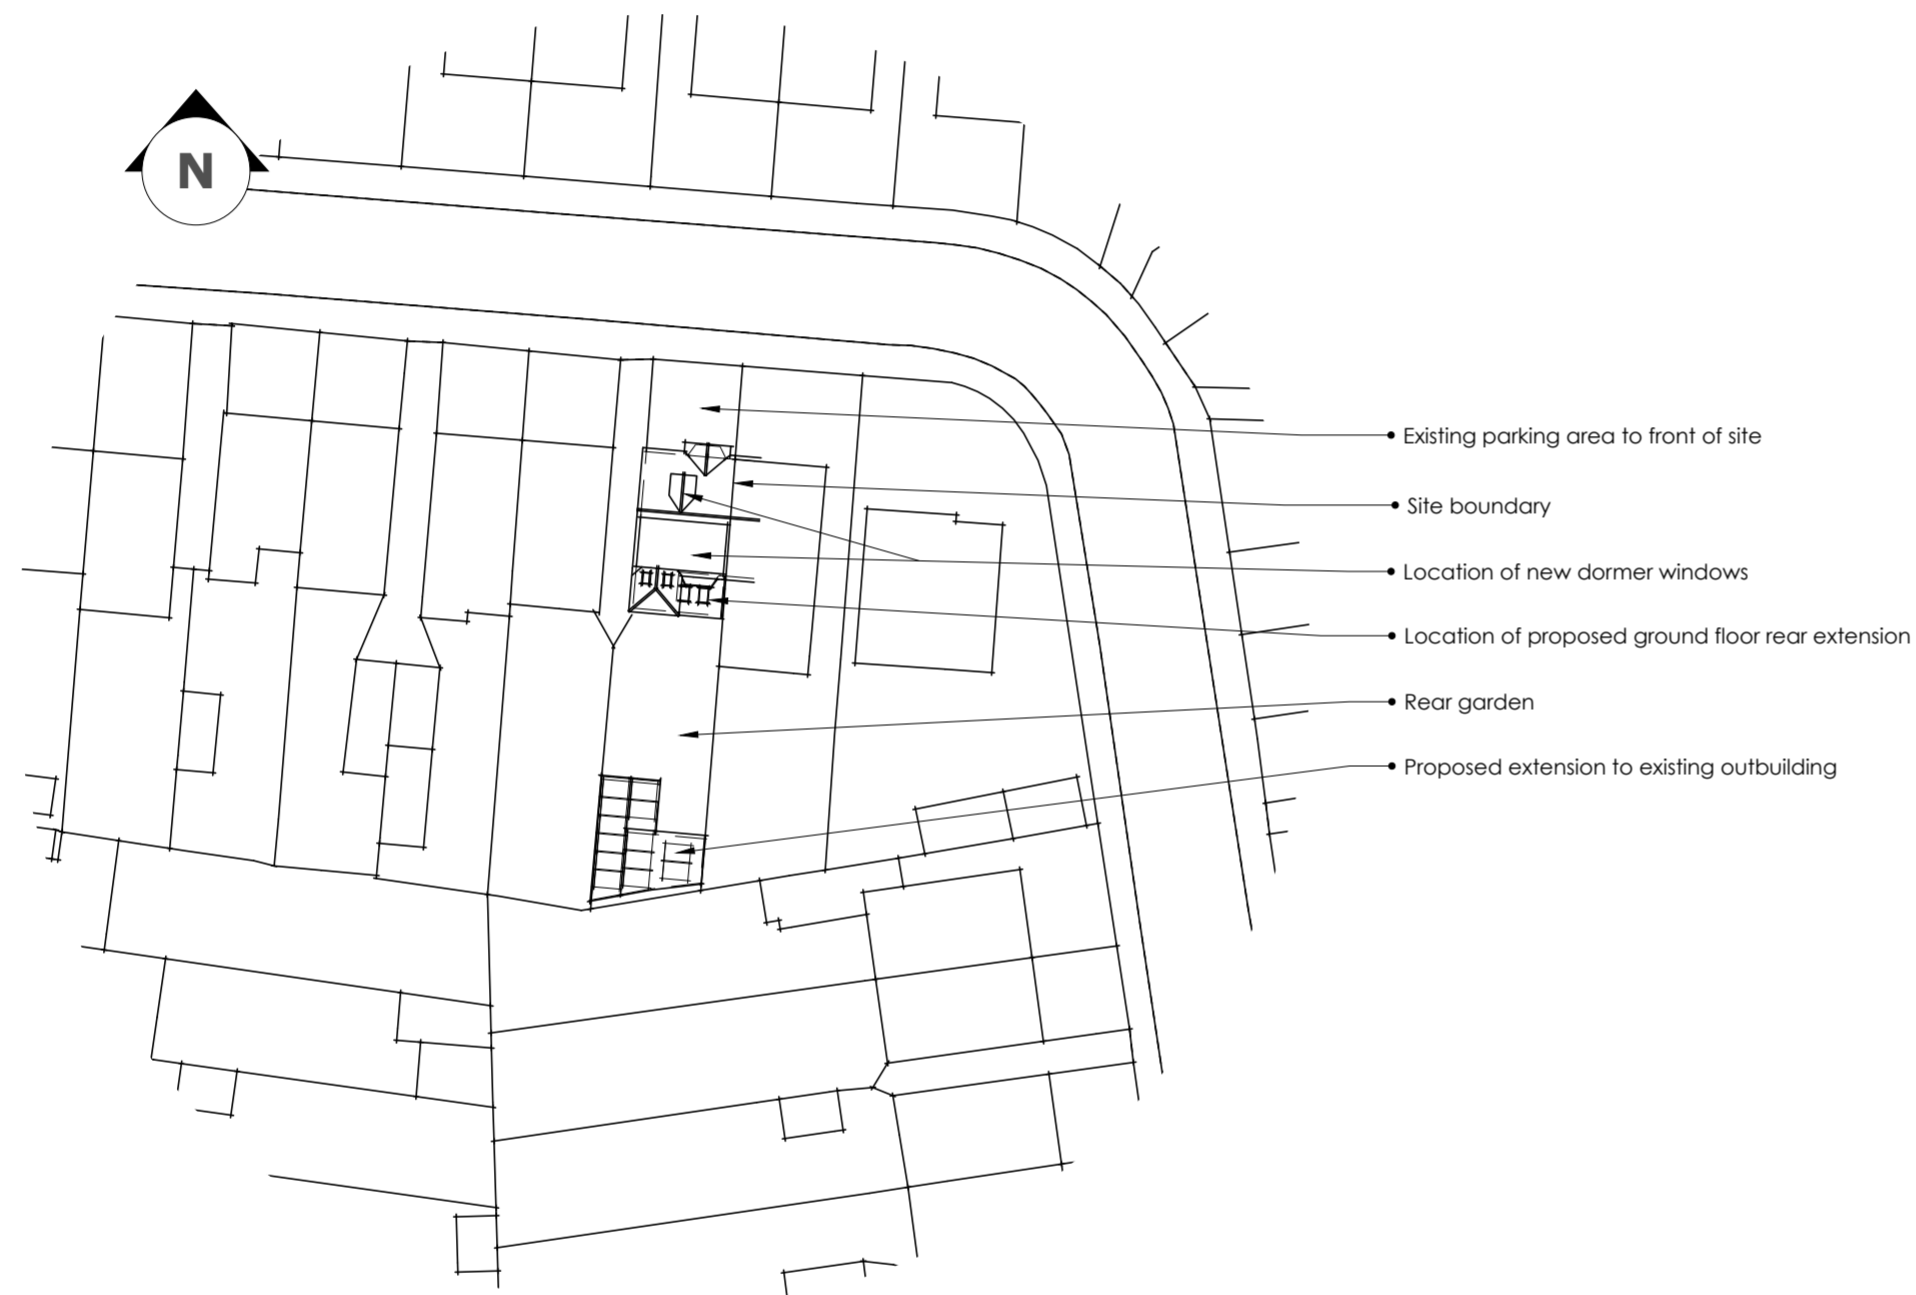 N
Existing parking area to front of site
Site boundary
Location of new dormer windows
Location of proposed ground floor rear extension
Rear garden
Proposed extension to existing outbuilding